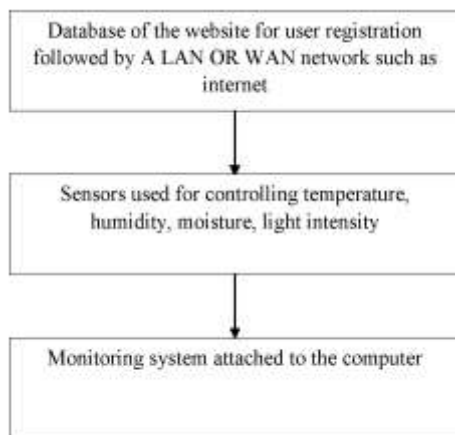 Database of the website for user registration
followed by A LAN OR WAN network such as
internet
Sensors used for controlling temperature,
humidity, moisture, light intensity
Monitoring system attached to the computer